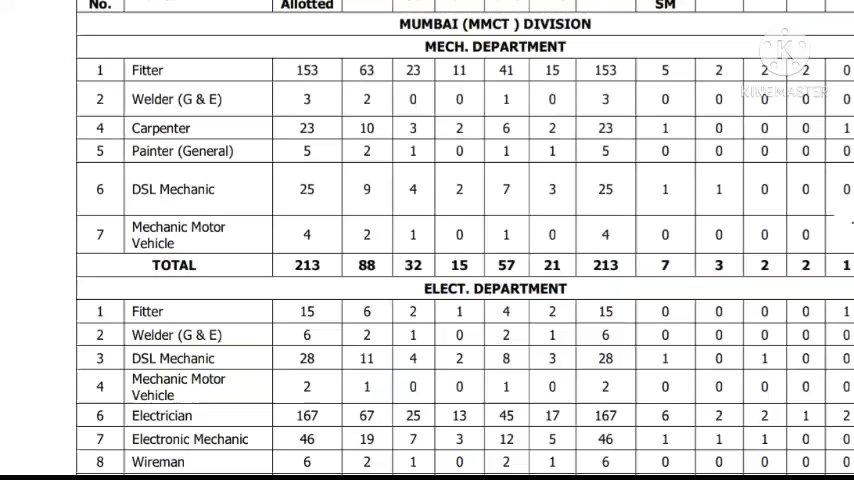 No. Allotted SM
MUMBAI (MMCT ) DIVISION
MECH. DEPARTMENT
1 Fitter 153 63 23 11 41 15 153 5 2 2 2 0
2 Welder (G & E) 3 2 0 0 1 0 3 0 0 0 0 0
KINEMASTER
4 Carpenter 23 10 3 2 6 2 23 1 0 0 0 1
5 Painter (General) 5 2 1 0 1 1 5 0 0 0 0 0
6 DSL Mechanic 25 9 4 2 7 3 25 1 1 0 0 0
7 Mechanic Motor Vehicle 4 2 1 0 1 0 4 0 0 0 0
TOTAL 213 88 32 15 57 21 213 7 3 2 2 1
ELECT. DEPARTMENT
1 Fitter 15 6 2 1 4 2 15 0 0 0 0 1
2 Welder (G & E) 6 2 1 0 2 1 6 0 0 0 0 0
3 DSL Mechanic 28 11 4 2 8 3 28 1 0 1 0 0
4 Mechanic Motor Vehicle 2 1 0 0 1 0 2 0 0 0 0 0
6 Electrician 167 67 25 13 45 17 167 6 2 2 1 2
7 Electronic Mechanic 46 19 7 3 12 5 46 1 1 1 0 0
8 Wireman 6 2 1 0 2 1 6 0 0 0 0 0